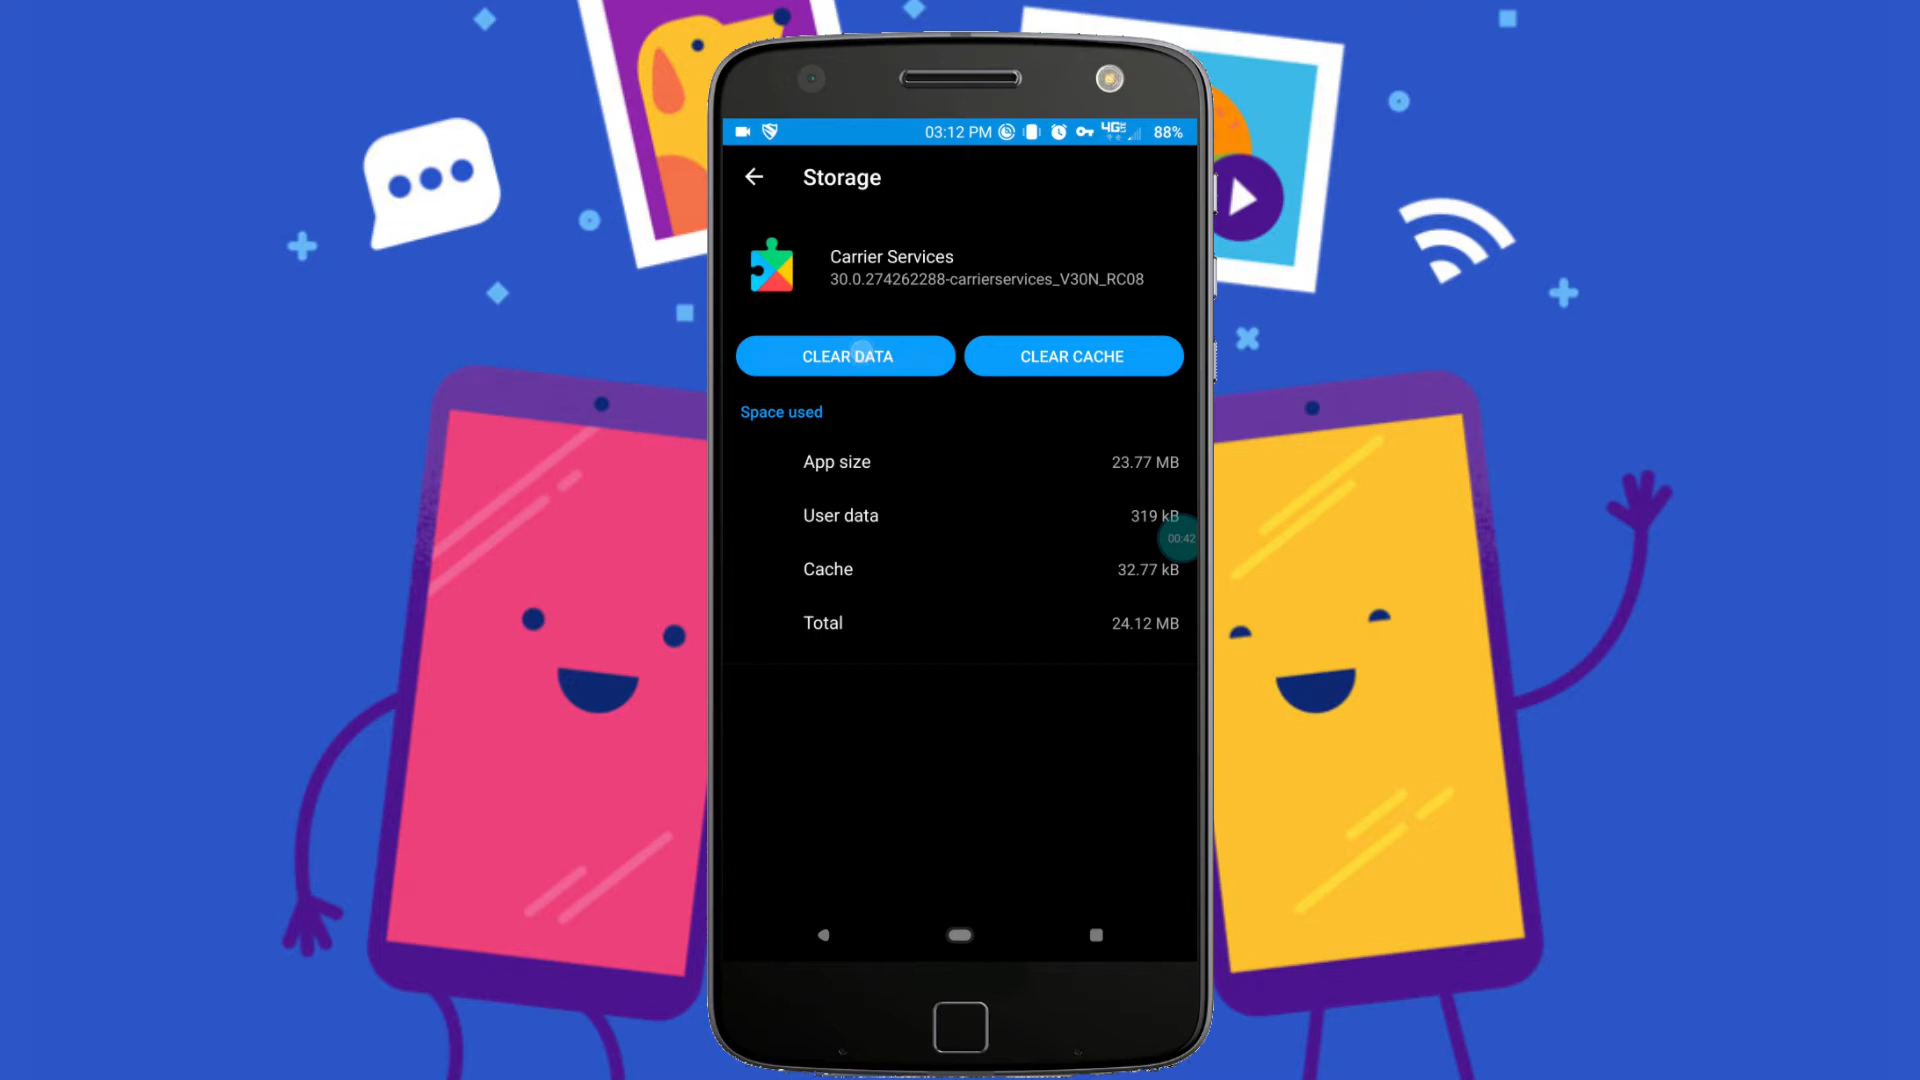 03:12 PM 4G 88%
Storage
Carrier Services
30.0.274262288-carrierservices_V30N_RC08
CLEAR DATA CLEAR CACHE
Space used
App size 23.77 MB
User data 319 kB
00:42
Cache 32.77 kB
Total 24.12 MB